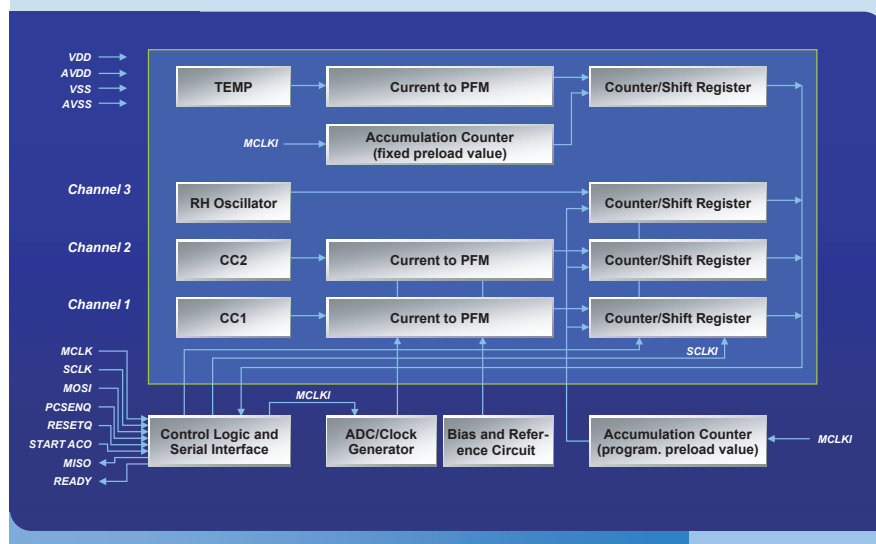 VDD
AVDD
VSS
AVSS
TEMP
Current to PFM
Counter/Shift Register
MCLKI
Accumulation Counter
(fixed preload value)
Channel 3
RH Oscillator
Counter/Shift Register
Channel 2
CC2
Current to PFM
Counter/Shift Register
Channel 1
CC1
Current to PFM
Counter/Shift Register
SCLKI
MCLK
SCLK
MOSI
PCSENQ
RESETQ
START ACO
MISO
READY
MCLKI
Control Logic and
Serial Interface
ADC/Clock
Generator
Bias and Refer-
ence Circuit
Accumulation Counter
(program. preload value)
MCLKI